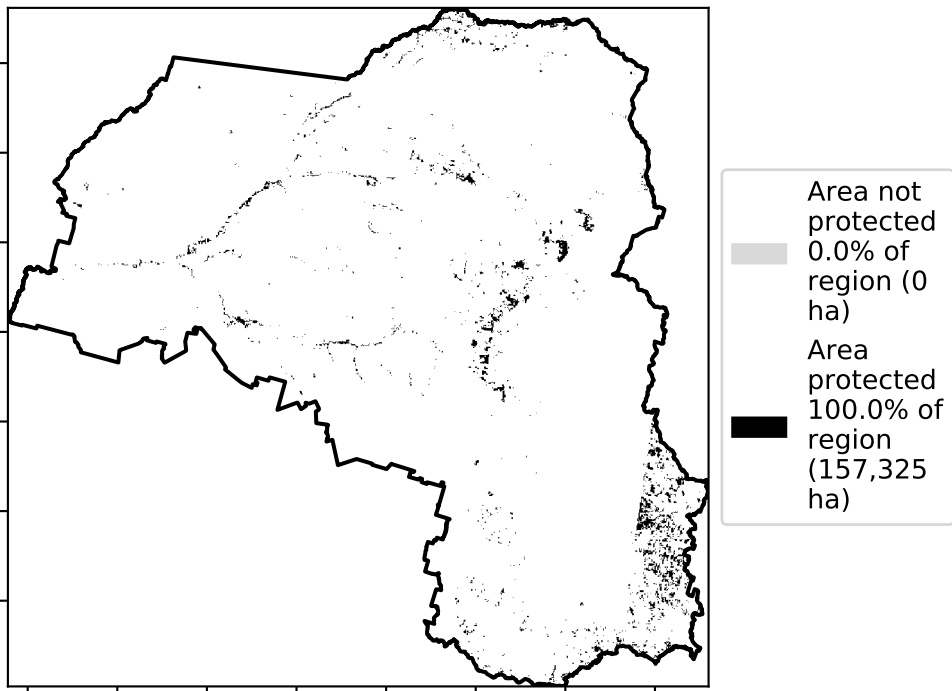 Area not
protected
0.0% of
region (0
ha)
Area
protected
100.0% of
region
(157,325
ha)